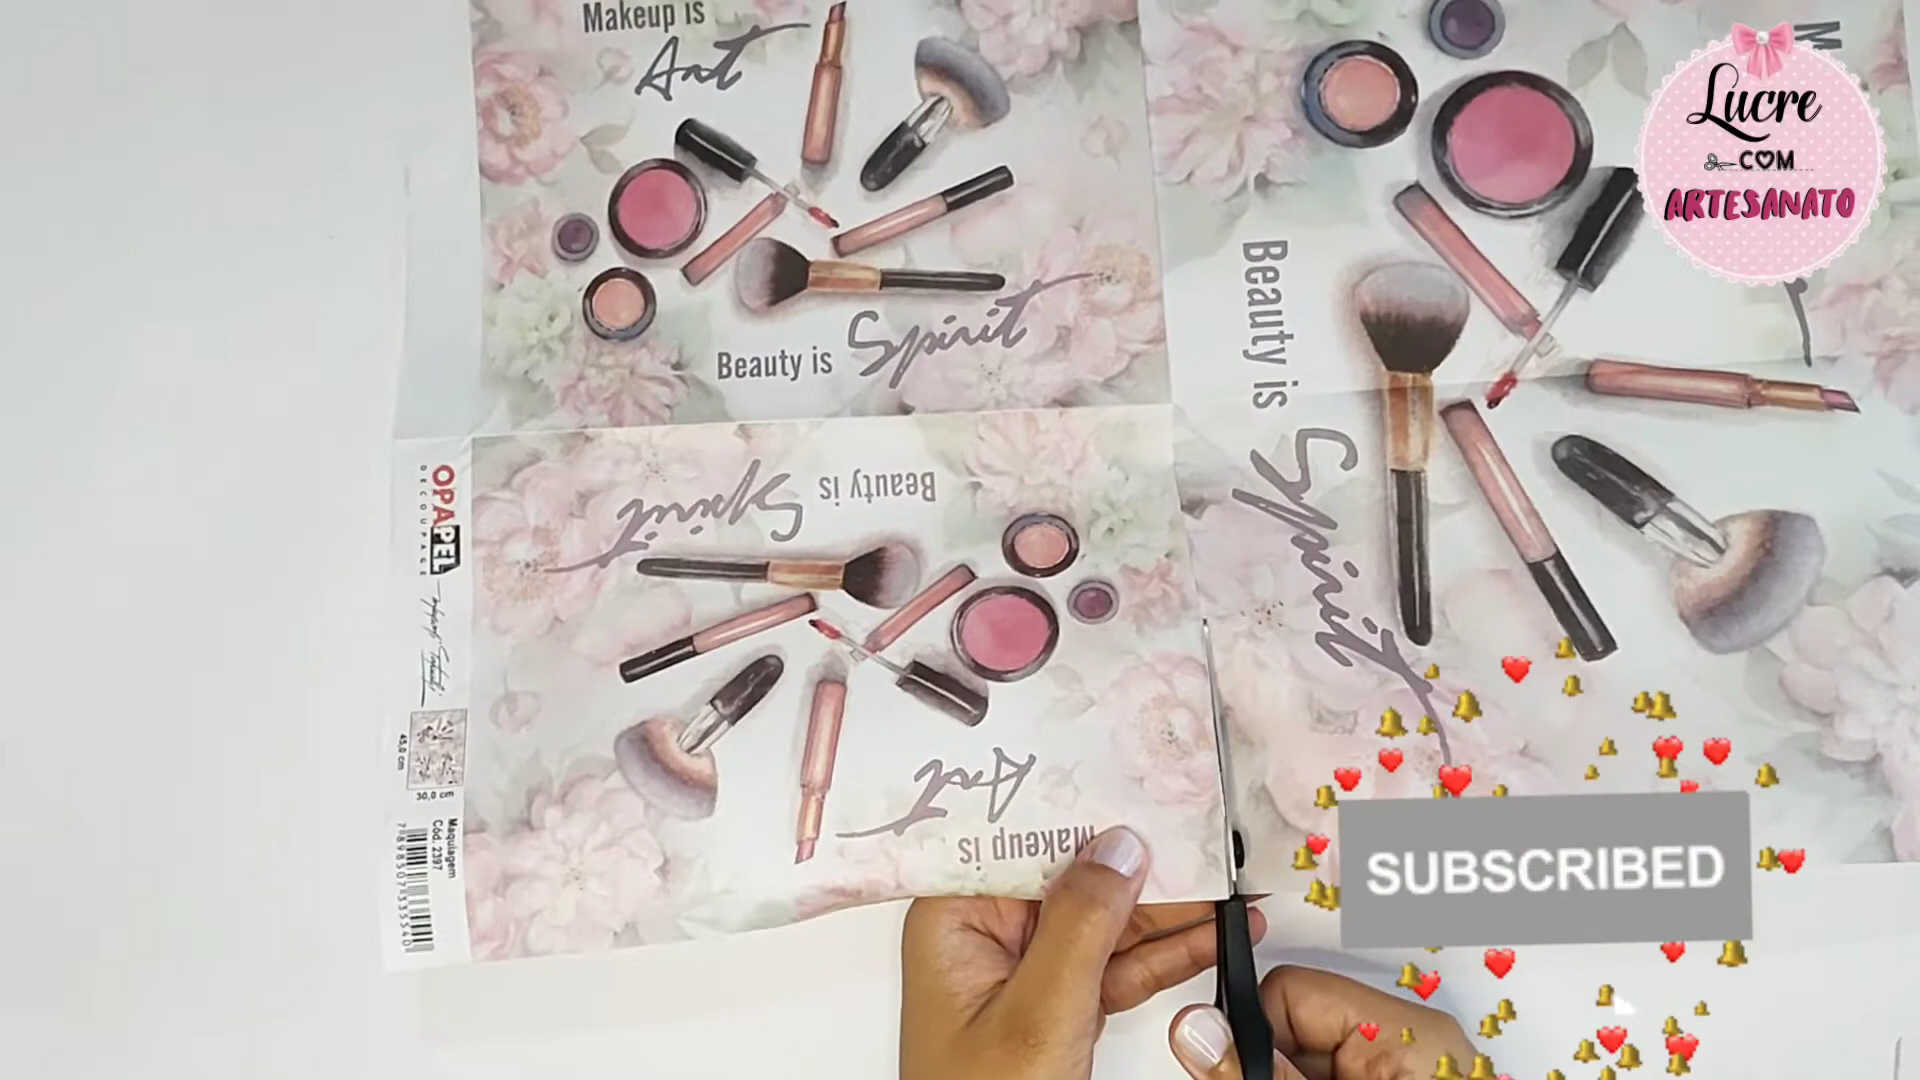 Makeup is
Art
Beauty is Spirit
Beauty is Spirit
Makeup is
Art
Beauty is
Spirit
M
OPAPEL
DECOUPAGE
45,0 cm
30,0 cm
Maquiagem
Cód. 2397
7898507335540
Lucre
COM
ARTESANATO
SUBSCRIBED